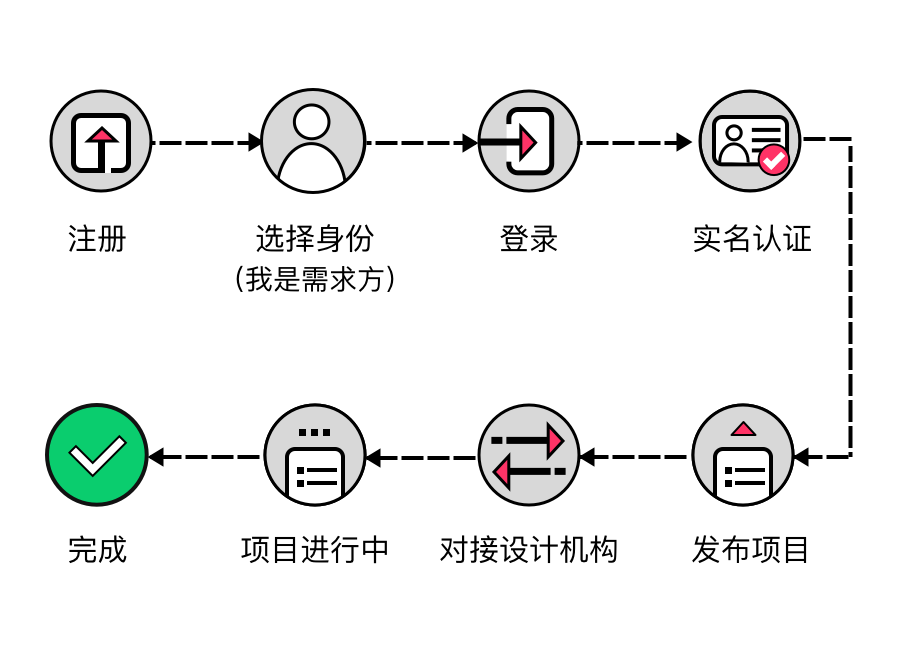 注册
选择身份
(我是需求方)
登录
实名认证
发布项目
对接设计机构
项目进行中
完成